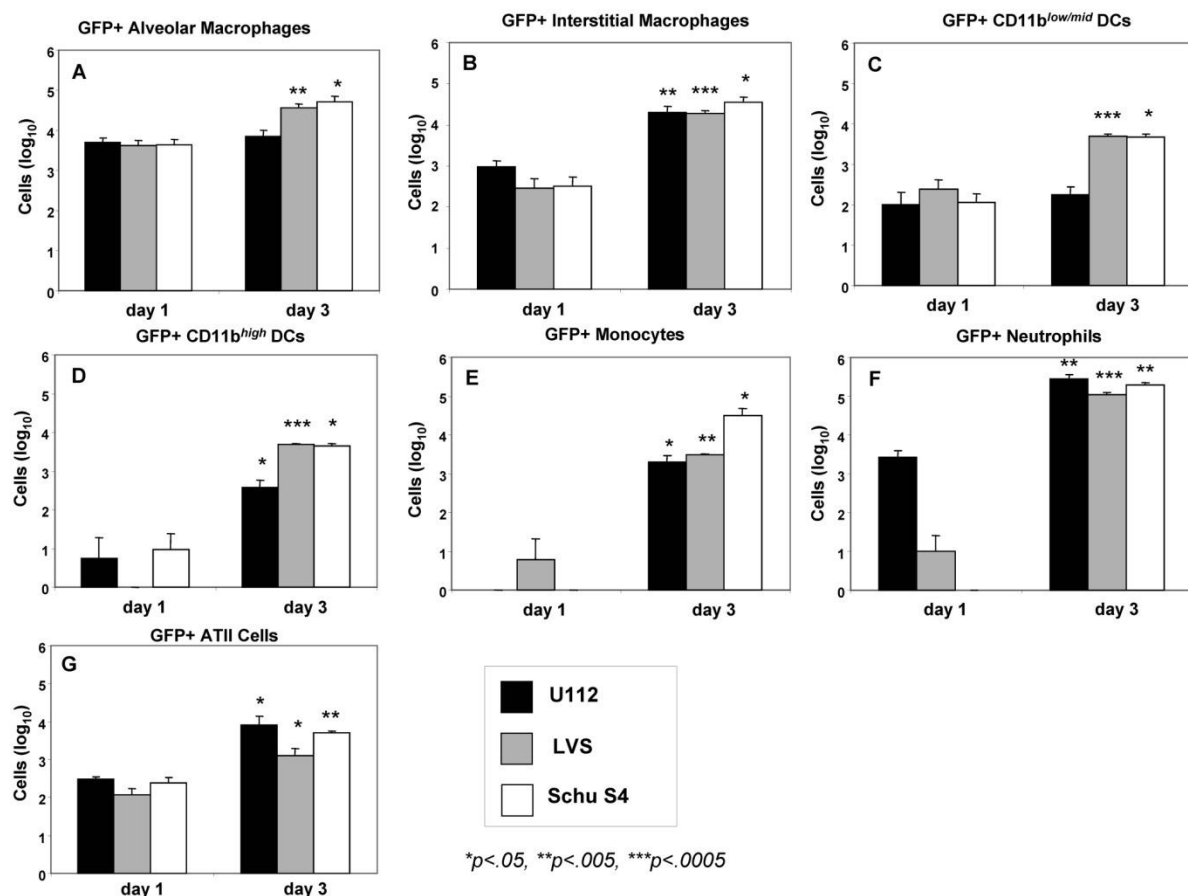 GFP+ Alveolar Macrophages
A
Cells (log10)
6
5
4
3
2
1
0
** *
day 1 day 3
GFP+ Interstitial Macrophages
B
Cells (log10)
6
5
4
3
2
1
0
** *** *
day 1 day 3
GFP+ CD11blow/mid DCs
C
Cells (log10)
6
5
4
3
2
1
0
*** *
day 1 day 3
GFP+ CD11bhigh DCs
D
Cells (log10)
6
5
4
3
2
1
0
* *** *
day 1 day 3
GFP+ Monocytes
E
Cells (log10)
6
5
4
3
2
1
0
* ** *
day 1 day 3
GFP+ Neutrophils
F
Cells (log10)
6
5
4
3
2
1
0
** *** **
day 1 day 3
GFP+ ATII Cells
G
Cells (log10)
6
5
4
3
2
1
0
* * **
day 1 day 3
U112
LVS
Schu S4
*p<.05, **p<.005, ***p<.0005